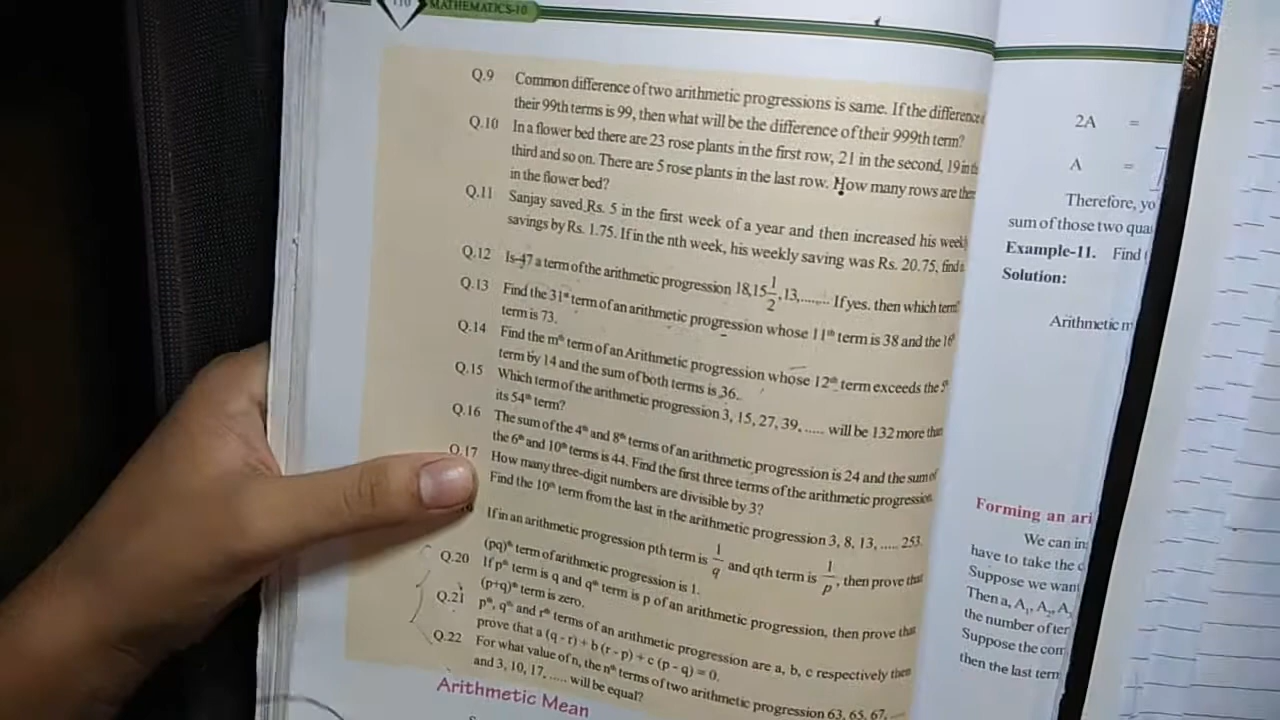 110 MATHEMATICS-10
Q.9 Common difference of two arithmetic progressions is same. If the difference
their 99th terms is 99, then what will be the difference of their 999th term?
Q.10 In a flower bed there are 23 rose plants in the first row, 21 in the second, 19 in
third and so on. There are 5 rose plants in the last row. How many rows are
in the flower bed?
Q.11 Sanjay saved Rs. 5 in the first week of a year and then increased his
savings by Rs. 1.75. If in the nth week, his weekly saving was Rs. 20.75, find
Q.12 Is-47 a term of the arithmetic progression 18,15 1/2,13,....... If yes. then which term
Q.13 Find the 31st term of an arithmetic progression whose 11th term is 38 and the 16th
term is 73.
Q.14 Find the mth term of an Arithmetic progression whose 12th term exceeds the 5th
term by 14 and the sum of both terms is 36.
Q.15 Which term of the arithmetic progression 3, 15, 27, 39, ..... will be 132 more than
its 54th term?
Q.16 The sum of the 4th and 8th terms of an arithmetic progression is 24 and the sum of
the 6th and 10th terms is 44. Find the first three terms of the arithmetic progression.
Q.17 How many three-digit numbers are divisible by 3?
Find the 10th term from the last in the arithmetic progression 3, 8, 13, ..... 253.
If in an arithmetic progression pth term is 1/q and qth term is 1/p, then prove that
(pq)th term of arithmetic progression is 1.
Q.20 If pth term is q and qth term is p of an arithmetic progression, then prove that
(p+q)th term is zero.
Q.21 pth, qth and rth terms of an arithmetic progression are a, b, c respectively then
prove that a (q - r) + b (r - p) + c (p - q) = 0.
Q.22 For what value of n, the nth terms of two arithmetic progression 63, 65, 67, ....
and 3, 10, 17, ..... will be equal?
Arithmetic Mean
2A =
A =
Therefore, yo
sum of those two qua
Example-11. Find
Solution:
Arithmetic m
Forming an ari
We can in
have to take the
Suppose we want
Then a, A1, A2, A
the number of ter
Suppose the com
then the last term